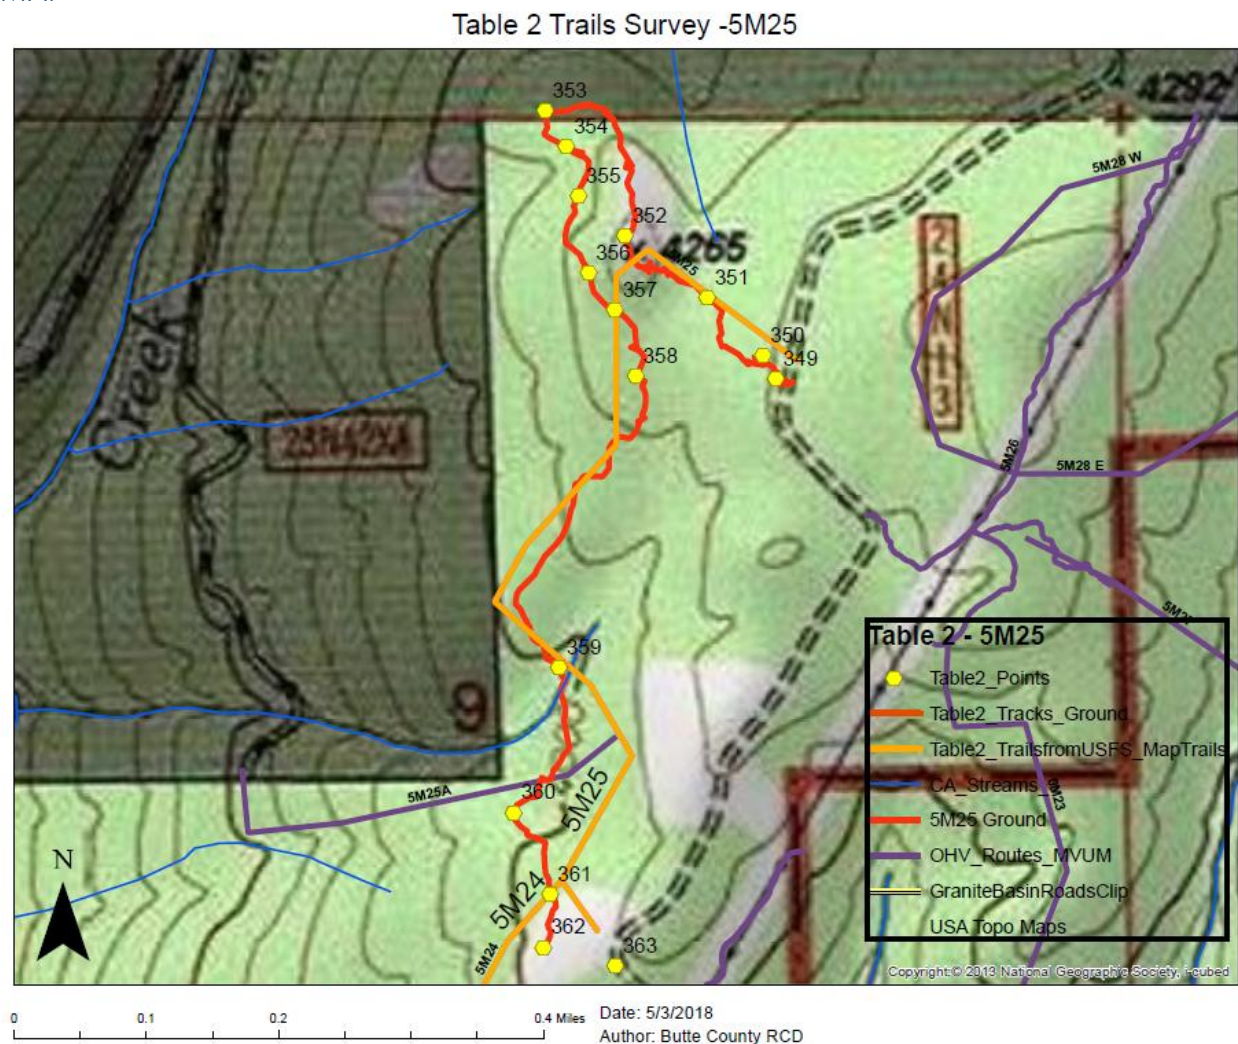 Table 2 Trails Survey -5M25
353
4292
354
5M28 W
355
352
4265
356
5M25
351
357
24N13
350
358
349
Creek
23N42YA
5M26
5M28 E
Table 2 - 5M25
359
Table2_Points
9
Table2_Tracks_Ground
Table2_TrailsfromUSFS_MapTrails
CA_Streams
5M25A
360
5M25
5M23
5M25 Ground
OHV_Routes_MVUM
361
5M24
GraniteBasinRoadsClip
362
USA Topo Maps
N
5M24
363
Copyright:© 2013 National Geographic Society, i-cubed
0 0.1 0.2 0.4 Miles
Date: 5/3/2018
Author: Butte County RCD